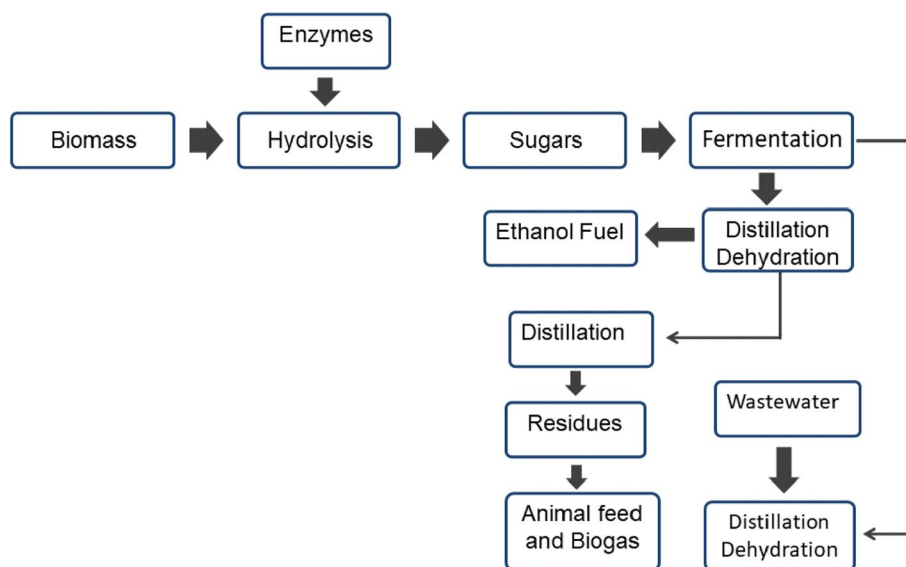 Enzymes
Biomass
Hydrolysis
Sugars
Fermentation
Ethanol Fuel
Distillation
Dehydration
Distillation
Residues
Wastewater
Animal feed
and Biogas
Distillation
Dehydration